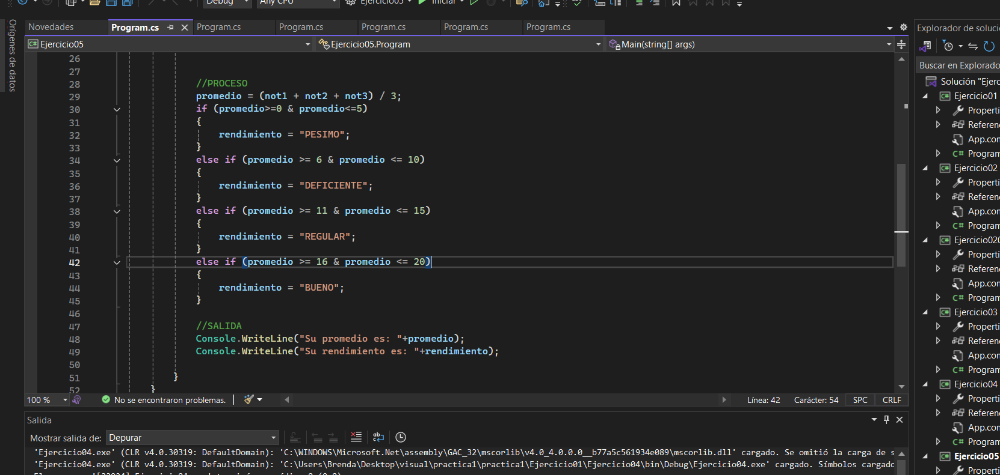 Debug Any CPU Ejercicio05 Iniciar
Orígenes de datos
Novedades Program.cs Program.cs Program.cs Program.cs Program.cs Program.cs
Ejercicio05 Ejercicio05.Program Main(string[] args)
26
27
28 //PROCESO
29 promedio = (not1 + not2 + not3) / 3;
30 if (promedio>=0 & promedio<=5)
31 {
32 rendimiento = "PESIMO";
33 }
34 else if (promedio >= 6 & promedio <= 10)
35 {
36 rendimiento = "DEFICIENTE";
37 }
38 else if (promedio >= 11 & promedio <= 15)
39 {
40 rendimiento = "REGULAR";
41 }
42 else if (promedio >= 16 & promedio <= 20)
43 {
44 rendimiento = "BUENO";
45 }
46
47 //SALIDA
48 Console.WriteLine("Su promedio es: "+promedio);
49 Console.WriteLine("Su rendimiento es: "+rendimiento);
50
51 }
52 }
100 % No se encontraron problemas. Línea: 42 Carácter: 54 SPC CRLF
Salida
Mostrar salida de: Depurar
'Ejercicio04.exe' (CLR v4.0.30319: DefaultDomain): 'C:\WINDOWS\Microsoft.Net\assembly\GAC_32\mscorlib\v4.0_4.0.0.0__b77a5c561934e089\mscorlib.dll' cargado. Se omitió la carga de s
'Ejercicio04.exe' (CLR v4.0.30319: DefaultDomain): 'C:\Users\Brenda\Desktop\visual\practica1\practica1\Ejercicio01\Ejercicio04\bin\Debug\Ejercicio04.exe' cargado. Símbolos cargado
Explorador de soluci
Buscar en Explorado
Solución "Ejerc
Ejercicio01
Properti
Referen
App.con
C# Program
Ejercicio02
Properti
Referen
App.con
C# Program
Ejercicio020
Properti
Referen
App.con
C# Program
Ejercicio03
Properti
Referen
App.con
C# Program
Ejercicio04
Properti
Referen
App.con
C# Program
Ejercicio05
Properti